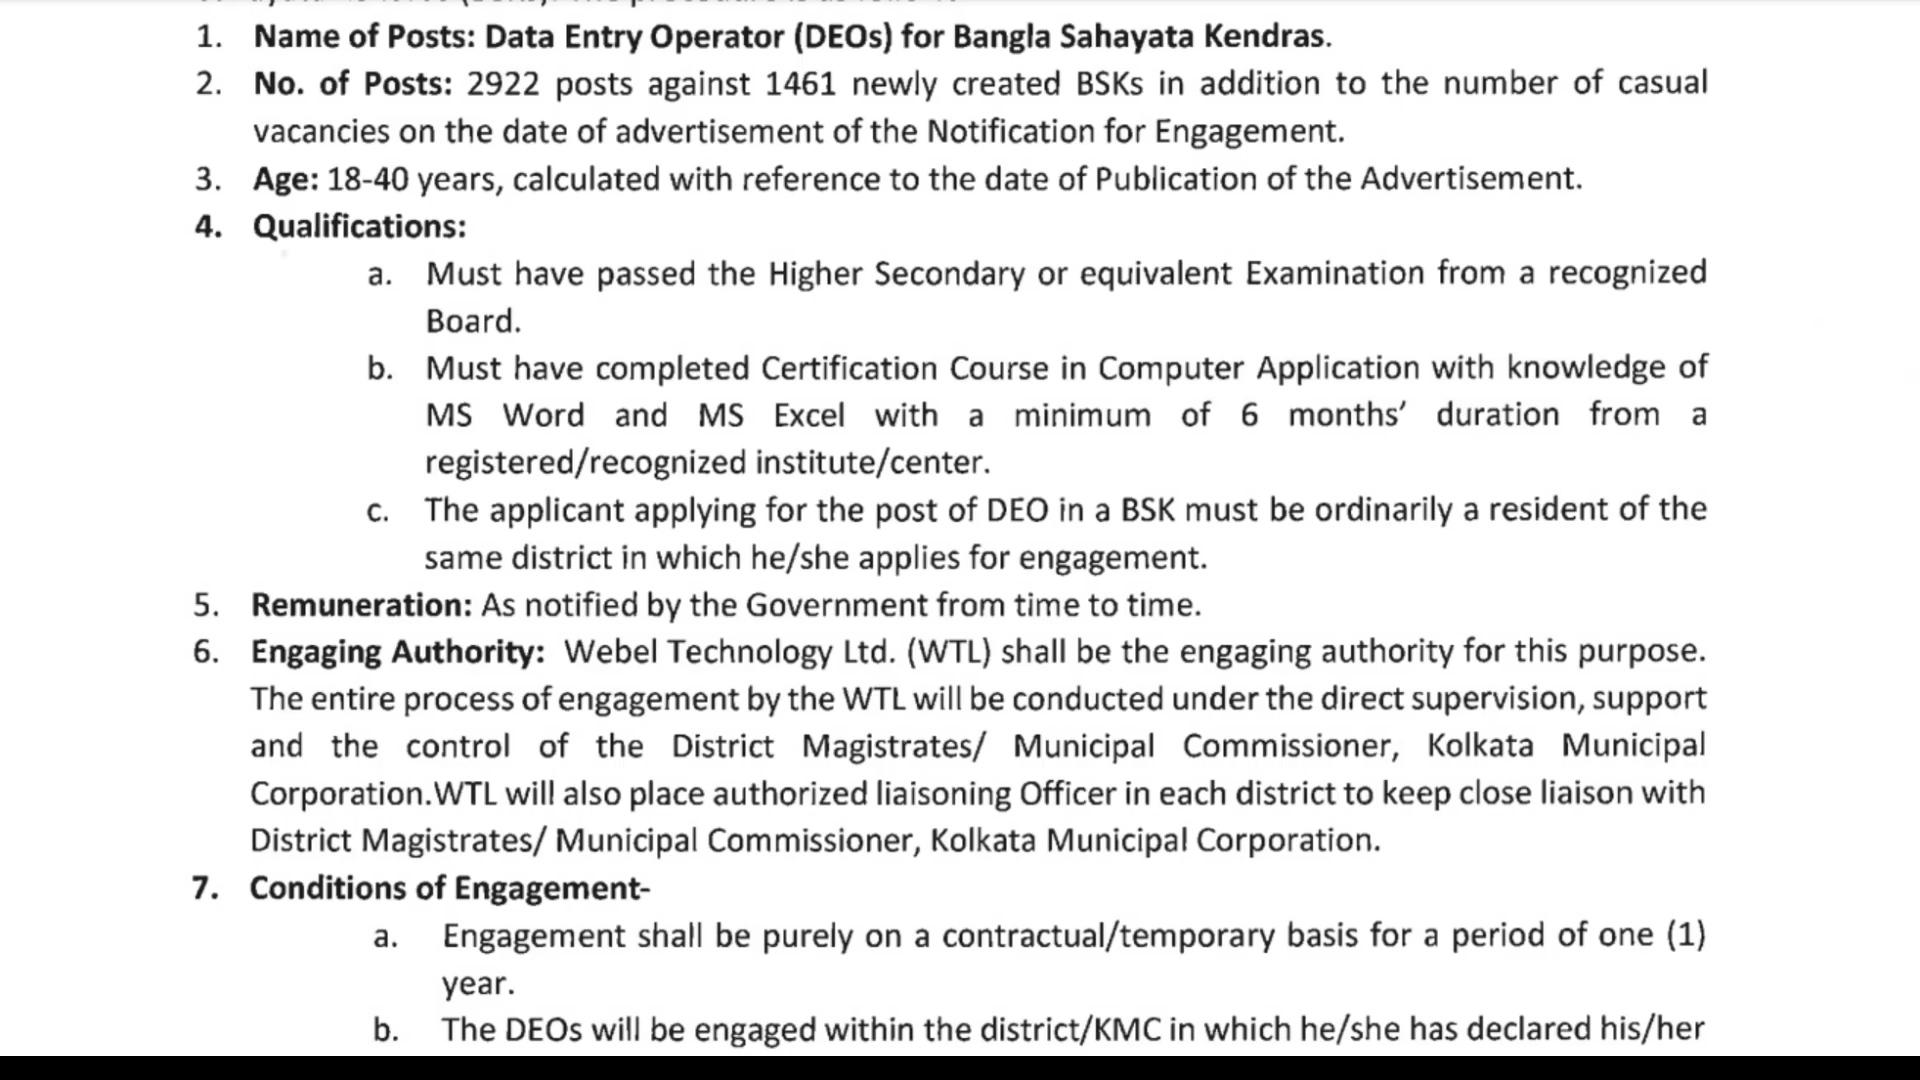 1. Name of Posts: Data Entry Operator (DEOs) for Bangla Sahayata Kendras.
2. No. of Posts: 2922 posts against 1461 newly created BSKs in addition to the number of casual
vacancies on the date of advertisement of the Notification for Engagement.
3. Age: 18-40 years, calculated with reference to the date of Publication of the Advertisement.
4. Qualifications:
a. Must have passed the Higher Secondary or equivalent Examination from a recognized
Board.
b. Must have completed Certification Course in Computer Application with knowledge of
MS Word and MS Excel with a minimum of 6 months’ duration from a
registered/recognized institute/center.
c. The applicant applying for the post of DEO in a BSK must be ordinarily a resident of the
same district in which he/she applies for engagement.
5. Remuneration: As notified by the Government from time to time.
6. Engaging Authority: Webel Technology Ltd. (WTL) shall be the engaging authority for this purpose.
The entire process of engagement by the WTL will be conducted under the direct supervision, support
and the control of the District Magistrates/ Municipal Commissioner, Kolkata Municipal
Corporation.WTL will also place authorized liaisoning Officer in each district to keep close liaison with
District Magistrates/ Municipal Commissioner, Kolkata Municipal Corporation.
7. Conditions of Engagement-
a. Engagement shall be purely on a contractual/temporary basis for a period of one (1)
year.
b. The DEOs will be engaged within the district/KMC in which he/she has declared his/her